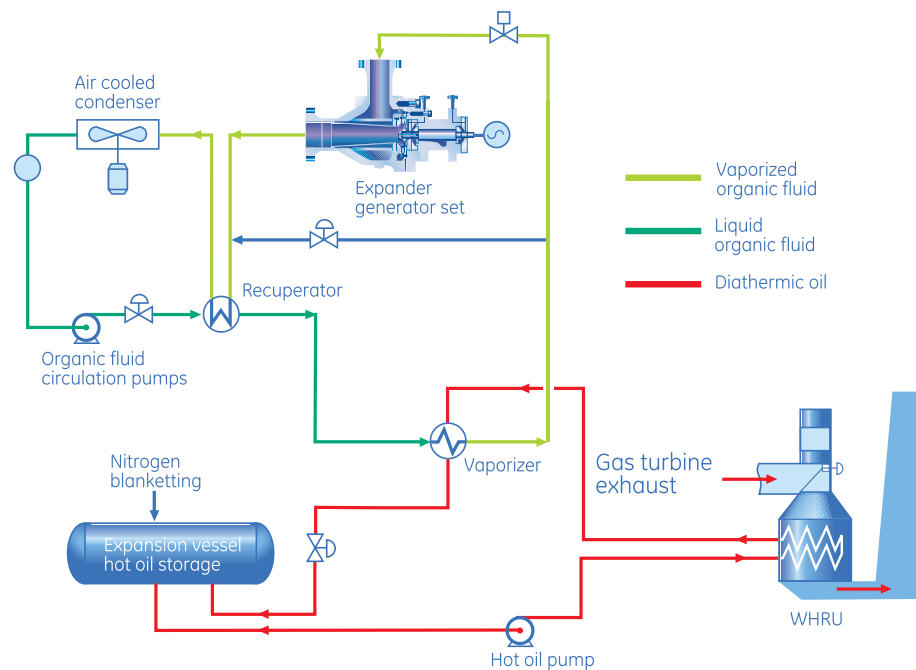 Air cooled
condenser
Expander
generator set
Vaporized
organic fluid
Liquid
organic fluid
Diathermic oil
Recuperator
Organic fluid
circulation pumps
Vaporizer
Nitrogen
blanketting
Gas turbine
exhaust
Expansion vessel
hot oil storage
WHRU
Hot oil pump